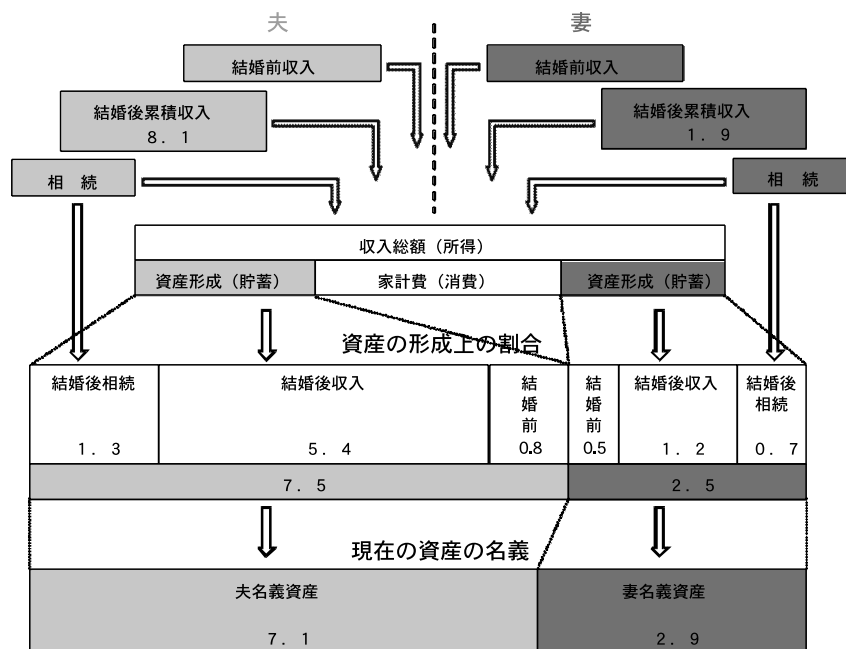 夫 妻
結婚前収入 結婚前収入
結婚後累積収入 結婚後累積収入
8.1 1.9
相 続 相 続
収入総額（所得）
資産形成（貯蓄） 家計費（消費） 資産形成（貯蓄）
資産の形成上の割合
結婚後相続 結婚後収入 結婚前 結婚前 結婚後収入 結婚後相続
1.3 5.4 0.8 0.5 1.2 0.7
7.5 2.5
現在の資産の名義
夫名義資産 妻名義資産
7.1 2.9